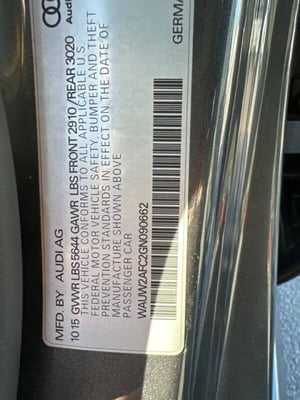 Audi
GERMA
MFD. BY AUDI AG
10 15 GVWR LBS 5644 GAWR LBS FRONT 2910 /REAR 3020
THIS VEHICLE CONFORMS TO ALL APPLICABLE U.S.
FEDERAL MOTOR VEHICLE SAFETY, BUMPER AND THEFT
PREVENTION STANDARDS IN EFFECT ON THE DATE OF
MANUFACTURE SHOWN ABOVE
PASSENGER CAR
WAUW2AFC2GN090662